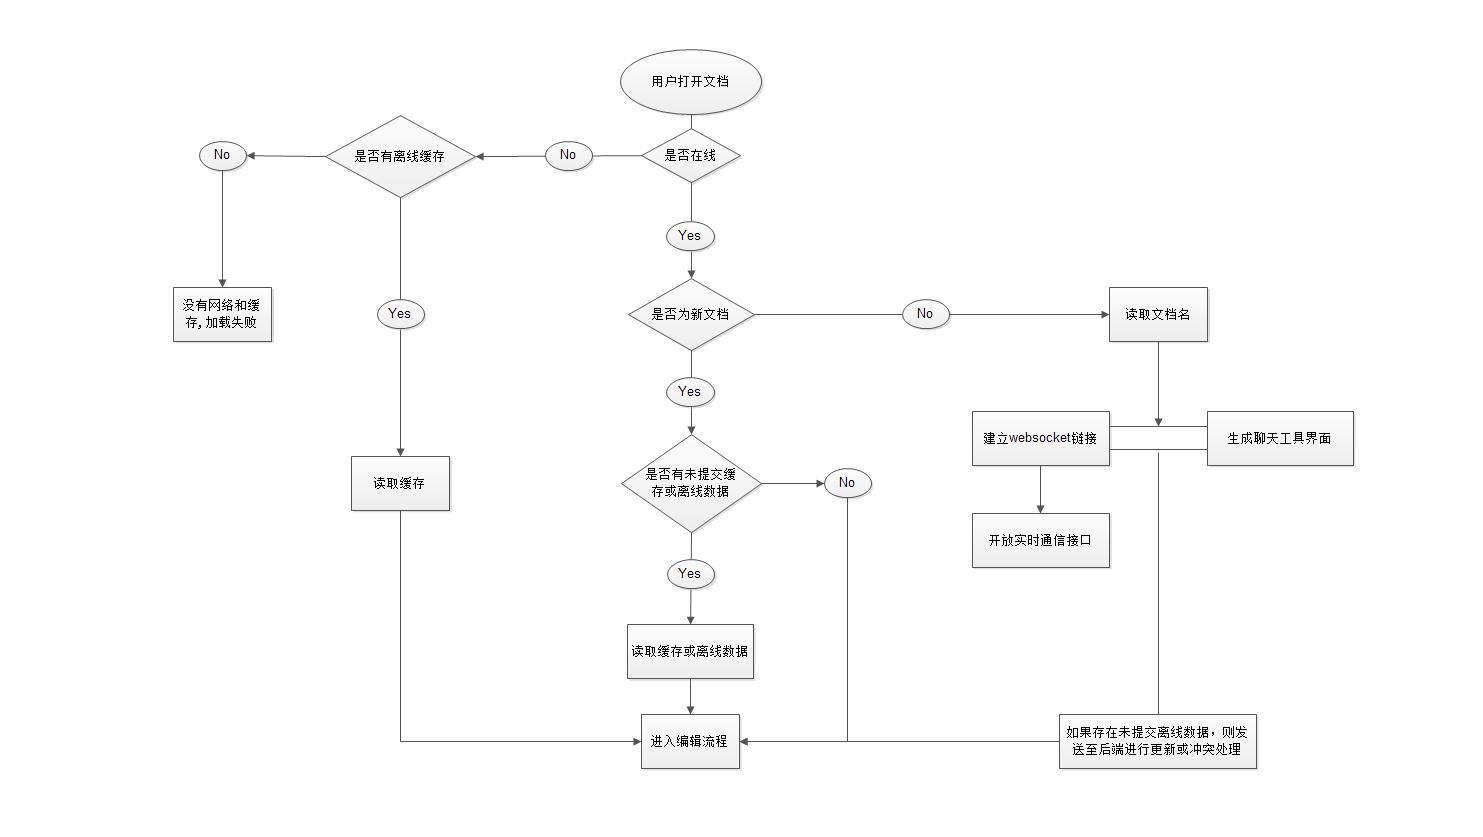 用户打开文档
No
是否有离线缓存
No
是否在线
Yes
没有网络和缓
存,加载失败
Yes
是否为新文档
No
读取文档名
Yes
建立websocket链接
生成聊天工具界面
读取缓存
是否有未提交缓
存或离线数据
No
开放实时通信接口
Yes
读取缓存或离线数据
进入编辑流程
如果存在未提交离线数据，则发
送至后端进行更新或冲突处理